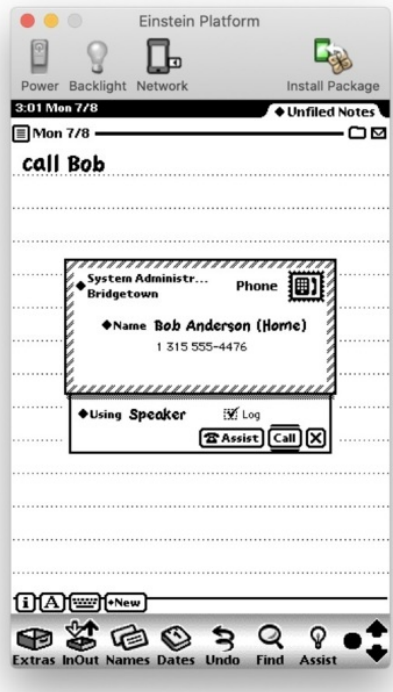 Einstein Platform
Power Backlight Network Install Package
3:01 Mon 7/8 ◆Unfiled Notes
Mon 7/8
call Bob
◆System Administr... Phone
Bridgetown
◆Name Bob Anderson (Home)
1 315 555-4476
◆Using Speaker Log
Assist Call X
i A ◆New
Extras InOut Names Dates Undo Find Assist